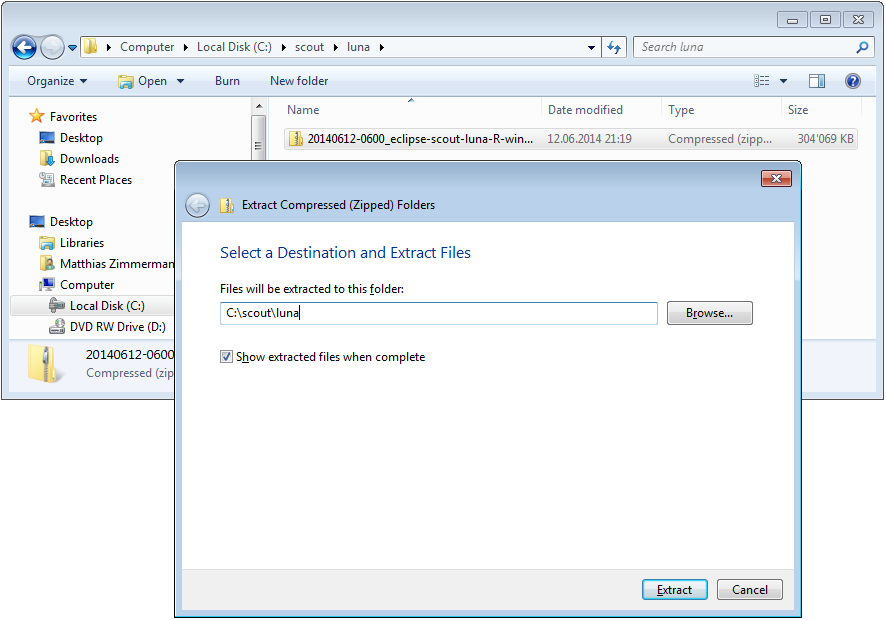 Computer Local Disk (C:) scout luna
Search luna
Organize Open Burn New folder
Name Date modified Type Size
20140612-0600_eclipse-scout-luna-R-win... 12.06.2014 21:19 Compressed (zipp... 304'069 KB
Favorites
Desktop
Downloads
Recent Places
Desktop
Libraries
Matthias Zimmerman
Computer
Local Disk (C:)
DVD RW Drive (D:)
20140612-0600
Compressed (zip
Extract Compressed (Zipped) Folders
Select a Destination and Extract Files
Files will be extracted to this folder:
C:\scout\luna
Browse...
Show extracted files when complete
Extract Cancel